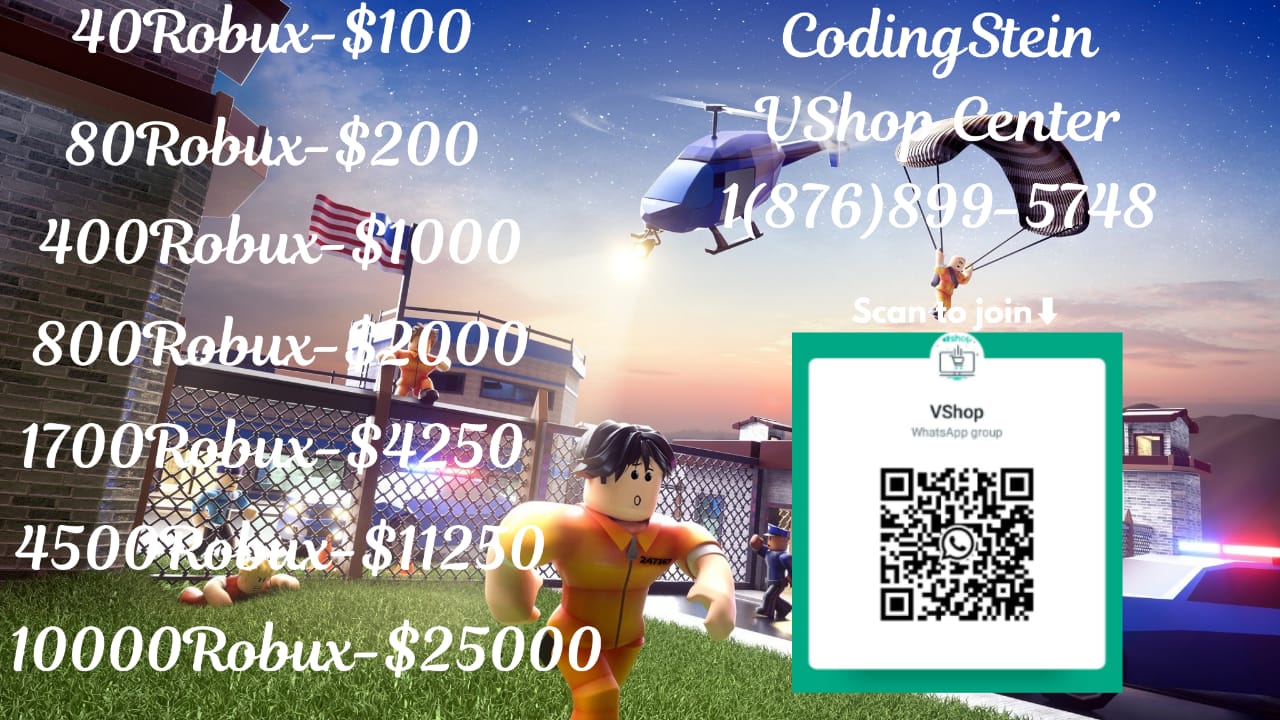 40Robux-$100
80Robux-$200
400Robux-$1000
800Robux-$2000
1700Robux-$4250
4500Robux-$11250
10000Robux-$25000
CodingStein
VShop Center
1(876)899-5748
Scan to join⬇
vshop
VShop
WhatsApp group